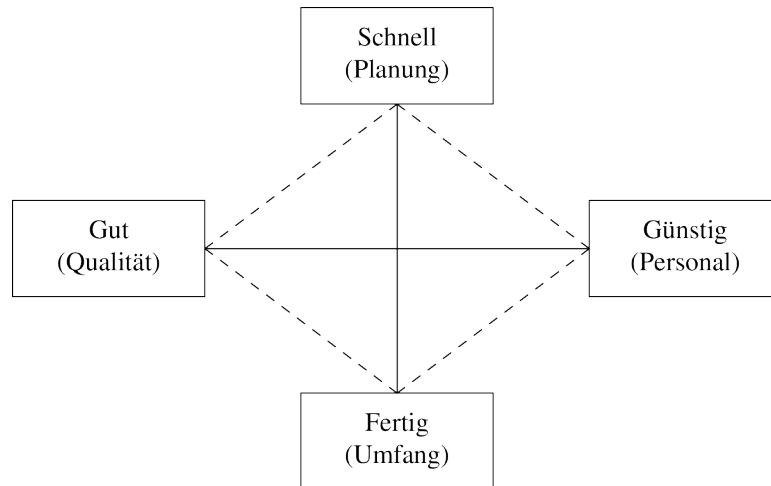 Schnell
(Planung)
Gut
(Qualität)
Günstig
(Personal)
Fertig
(Umfang)